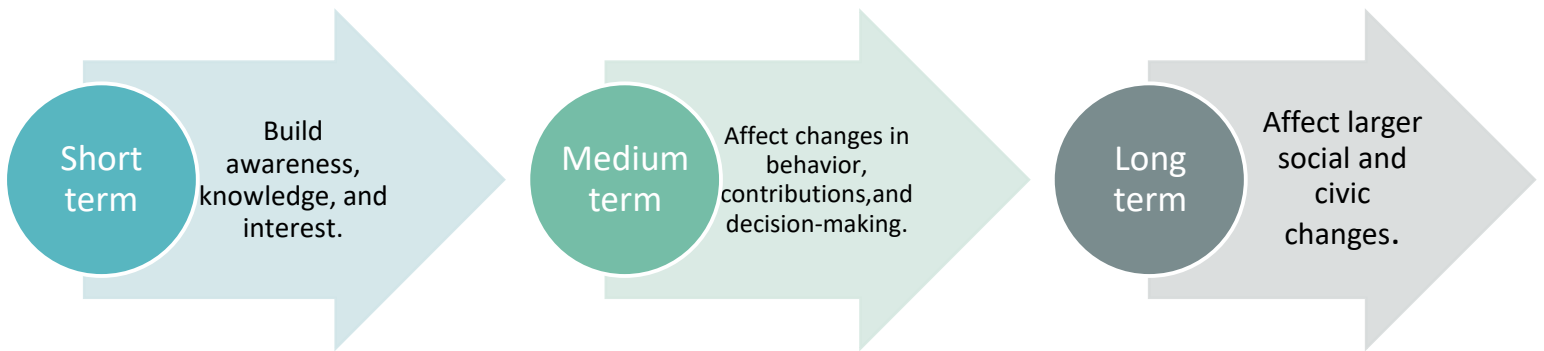 Short
term
Build
awareness,
knowledge, and
interest.
Medium
term
Affect changes in
behavior,
contributions,and
decision-making.
Long
term
Affect larger
social and
civic
changes.